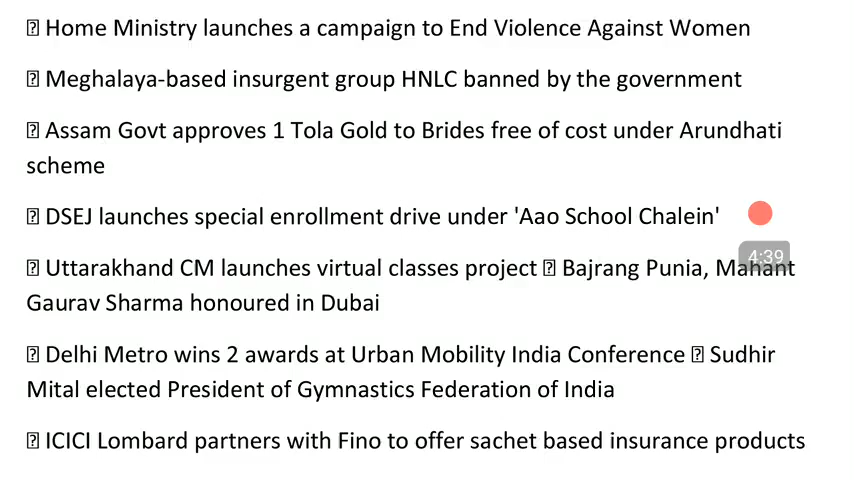 Home Ministry launches a campaign to End Violence Against Women
Meghalaya-based insurgent group HNLC banned by the government
Assam Govt approves 1 Tola Gold to Brides free of cost under Arundhati
scheme
DSEJ launches special enrollment drive under 'Aao School Chalein'
4:39
Uttarakhand CM launches virtual classes project Bajrang Punia, Mahant
Gaurav Sharma honoured in Dubai
Delhi Metro wins 2 awards at Urban Mobility India Conference Sudhir
Mital elected President of Gymnastics Federation of India
ICICI Lombard partners with Fino to offer sachet based insurance products